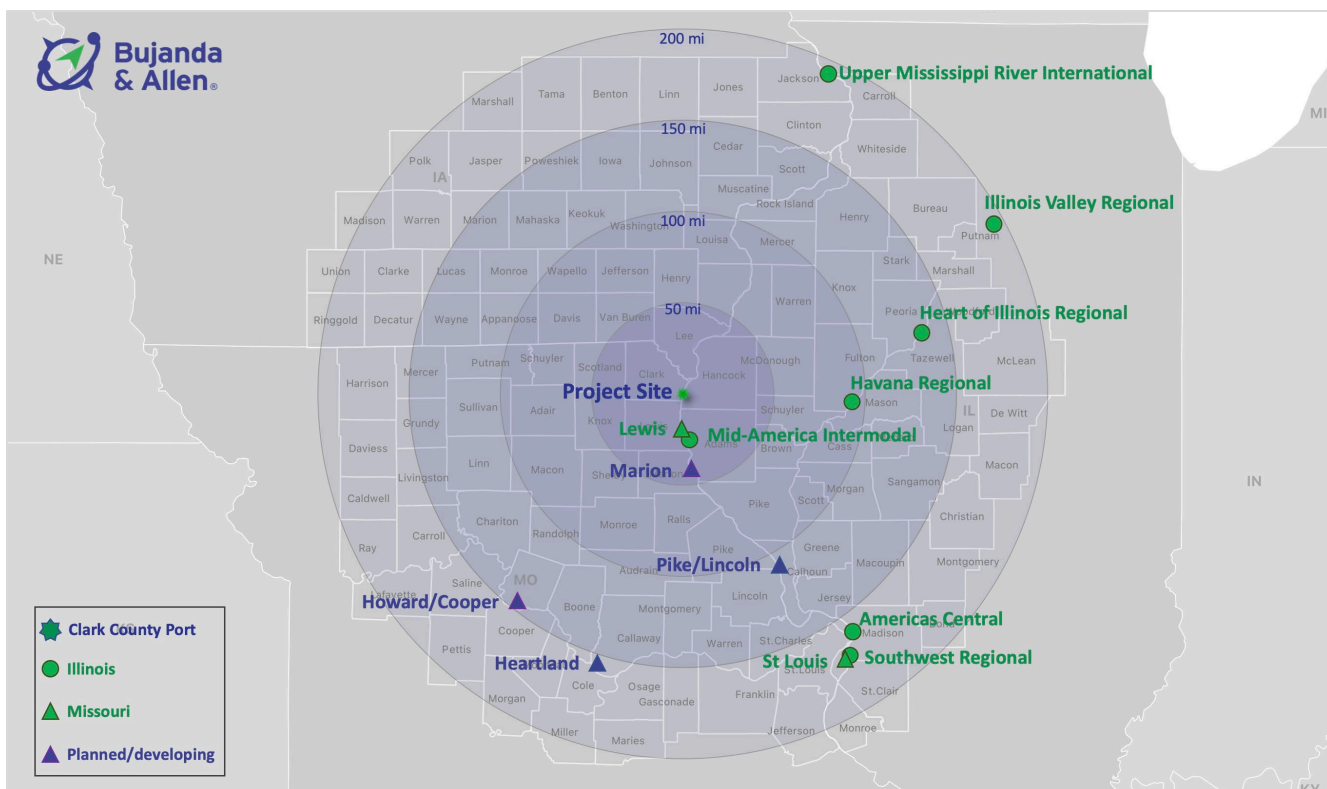 Bujanda
& Allen®
200 mi
Upper Mississippi River International
Jackson
Carroll
Marshall
Tama
Benton
Linn
Jones
Clinton
MI
150 mi
Whiteside
Polk
Jasper
Poweshiek
Iowa
Johnson
Cedar
Scott
IA
Muscatine
Rock Island
Illinois Valley Regional
Madison
Warren
Marion
Mahaska
Keokuk
Washington
100 mi
Louisa
Mercer
Henry
Bureau
Putnam
NE
Union
Clarke
Lucas
Monroe
Wapello
Jefferson
Henry
Stark
Marshall
Knox
Warren
Ringgold
Decatur
Wayne
Appanoose
Davis
Van Buren
50 mi
Peoria
Heart of Illinois Regional
Lee
Harrison
Mercer
Putnam
Schuyler
Scotland
Clark
Hancock
McDonough
Fulton
Tazewell
McLean
Project Site
Havana Regional
Mason
IL
De Witt
Grundy
Sullivan
Adair
Knox
Schuyler
Logan
Lewis
Mid-America Intermodal
Adams
Brown
Cass
Macon
Daviess
Livingston
Linn
Macon
Shelby
Marion
Pike
Scott
Morgan
Sangamon
Caldwell
Christian
IN
Chariton
Randolph
Monroe
Ralls
Ray
Carroll
Pike
Greene
Pike/Lincoln
Calhoun
Macoupin
Montgomery
Saline
MO
Audrain
Lafayette
Howard/Cooper
Boone
Montgomery
Lincoln
Jersey
Americas Central
Cooper
Callaway
Warren
St.Charles
Madison
Bond
Pettis
Heartland
St Louis
Southwest Regional
St.Louis
Cole
Osage
Gasconade
Franklin
St.Clair
Morgan
Miller
Maries
Jefferson
Monroe
KY
Clark County Port
Illinois
Missouri
Planned/developing